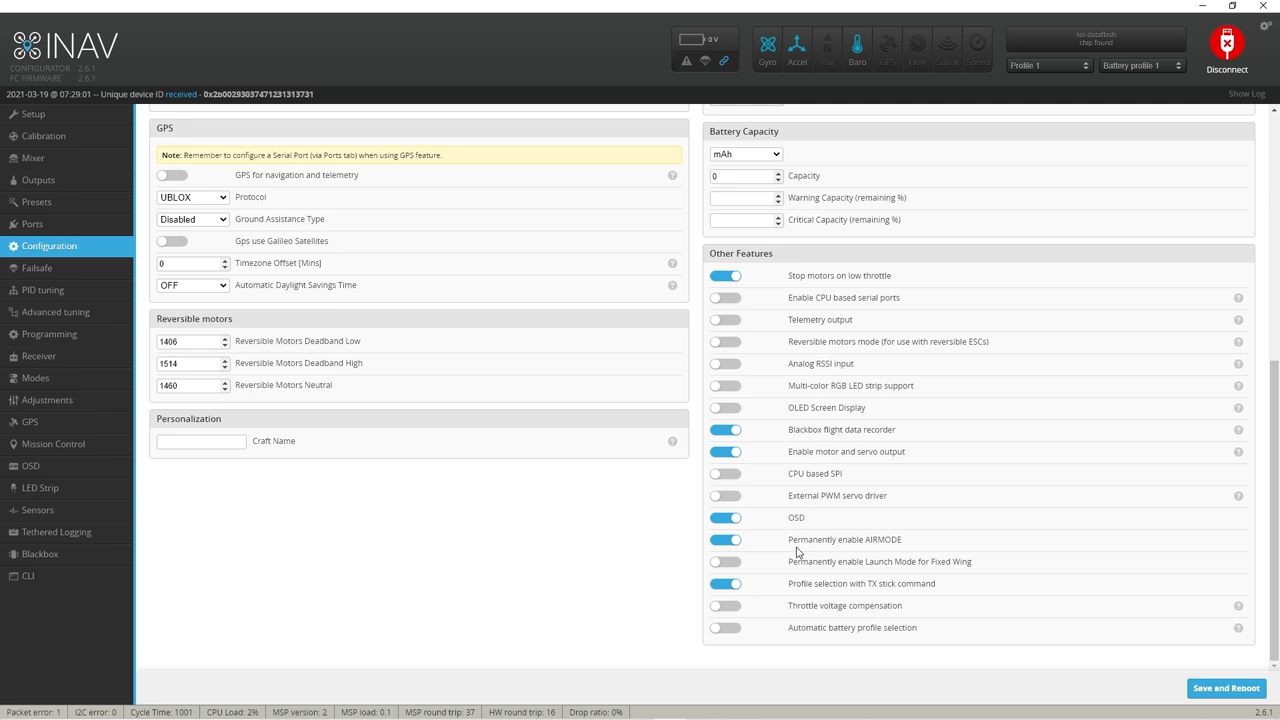 INAV
CONFIGURATOR 2.6.1
FC FIRMWARE 2.6.1
0 V
Gyro
Accel
Mag
Baro
GPS
Flow
Sonar
Speed
No dataflash
chip found
Profile 1
Battery profile 1
Disconnect
2021-03-19 @ 07:29:01 -- Unique device ID received - 0x2b00293037471231313731
Show Log
Setup
Calibration
Mixer
Outputs
Presets
Ports
Configuration
Failsafe
PID tuning
Advanced tuning
Programming
Receiver
Modes
Adjustments
GPS
Mission Control
OSD
LED Strip
Sensors
Tethered Logging
Blackbox
CLI
GPS
Note: Remember to configure a Serial Port (via Ports tab) when using GPS feature.
GPS for navigation and telemetry
UBLOX Protocol
Disabled Ground Assistance Type
Gps use Galileo Satellites
0 Timezone Offset [Mins]
OFF Automatic Daylight Savings Time
Reversible motors
1406 Reversible Motors Deadband Low
1514 Reversible Motors Deadband High
1460 Reversible Motors Neutral
Personalization
Craft Name
Battery Capacity
mAh
0 Capacity
Warning Capacity (remaining %)
Critical Capacity (remaining %)
Other Features
Stop motors on low throttle
Enable CPU based serial ports
Telemetry output
Reversible motors mode (for use with reversible ESCs)
Analog RSSI input
Multi-color RGB LED strip support
OLED Screen Display
Blackbox flight data recorder
Enable motor and servo output
CPU based SPI
External PWM servo driver
OSD
Permanently enable AIRMODE
Permanently enable Launch Mode for Fixed Wing
Profile selection with TX stick command
Throttle voltage compensation
Automatic battery profile selection
Save and Reboot
Packet error: 1 I2C error: 0 Cycle Time: 1001 CPU Load: 2% MSP version: 2 MSP load: 0.1 MSP round trip: 37 HW round trip: 16 Drop ratio: 0% 2.6.1